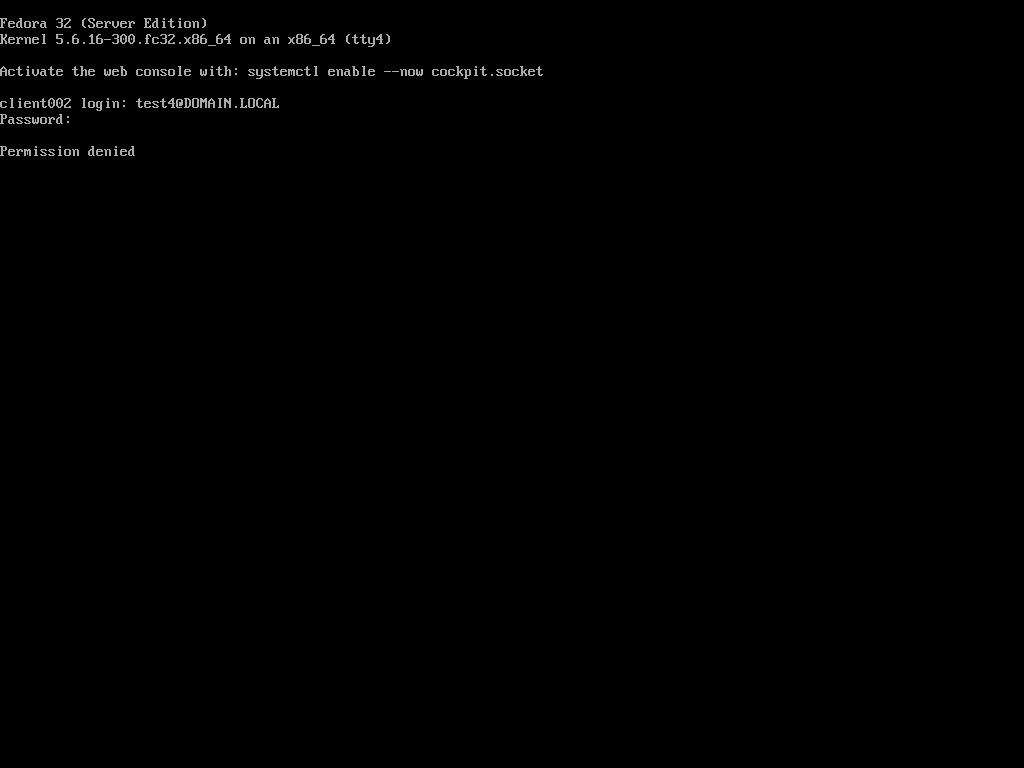 Fedora 32 (Server Edition)
Kernel 5.6.16-300.fc32.x86_64 on an x86_64 (tty4)
Activate the web console with: systemctl enable --now cockpit.socket
client002 login: test4@DOMAIN.LOCAL
Password:
Permission denied